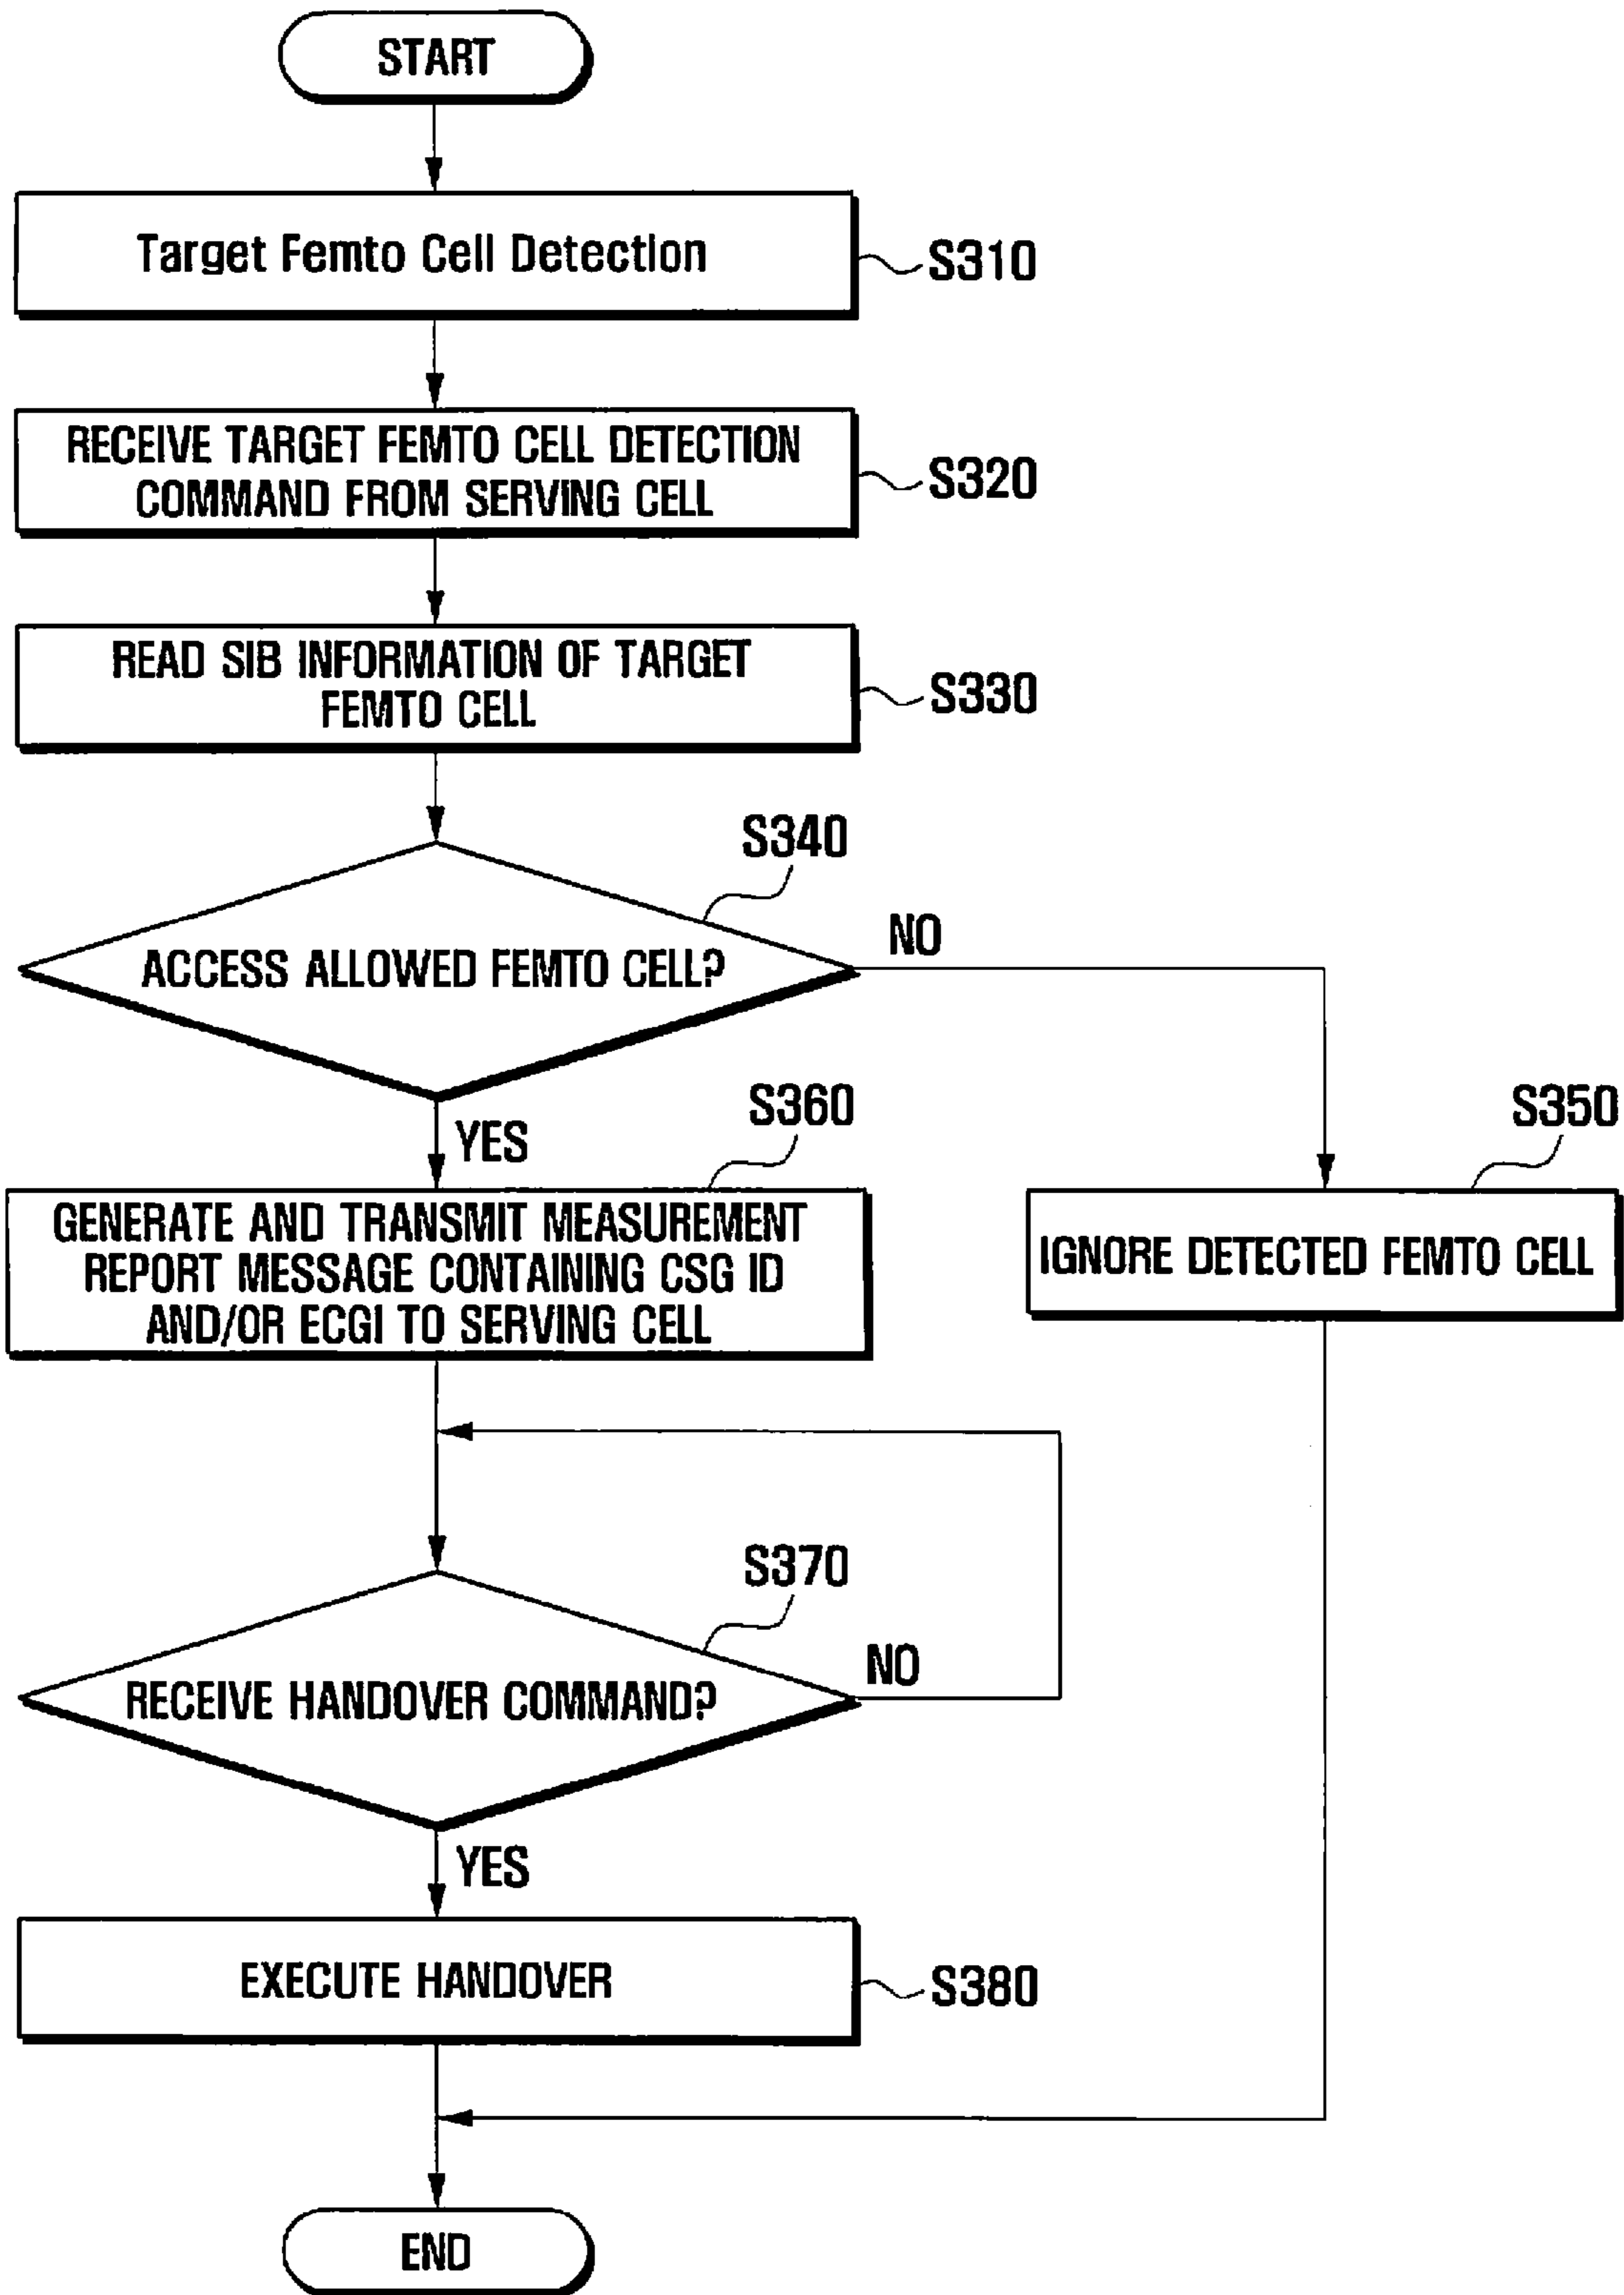 START
Target Femto Cell Detection
S310
RECEIVE TARGET FEMTO CELL DETECTION
COMMAND FROM SERVING CELL
S320
READ SIB INFORMATION OF TARGET
FEMTO CELL
S330
S340
ACCESS ALLOWED FEMTO CELL?
NO
YES
S360
S350
GENERATE AND TRANSMIT MEASUREMENT
REPORT MESSAGE CONTAINING CSG ID
AND/OR ECGI TO SERVING CELL
IGNORE DETECTED FEMTO CELL
S370
RECEIVE HANDOVER COMMAND?
NO
YES
EXECUTE HANDOVER
S380
END